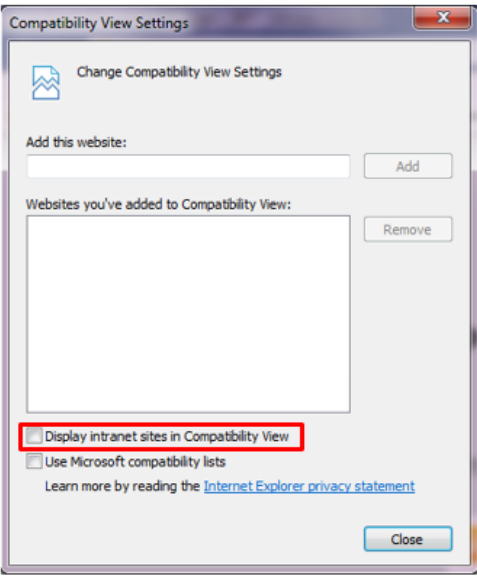 Compatibility View Settings
Change Compatibility View Settings
Add this website:
Add
Websites you've added to Compatibility View:
Remove
Display intranet sites in Compatibility View
Use Microsoft compatibility lists
Learn more by reading the Internet Explorer privacy statement
Close